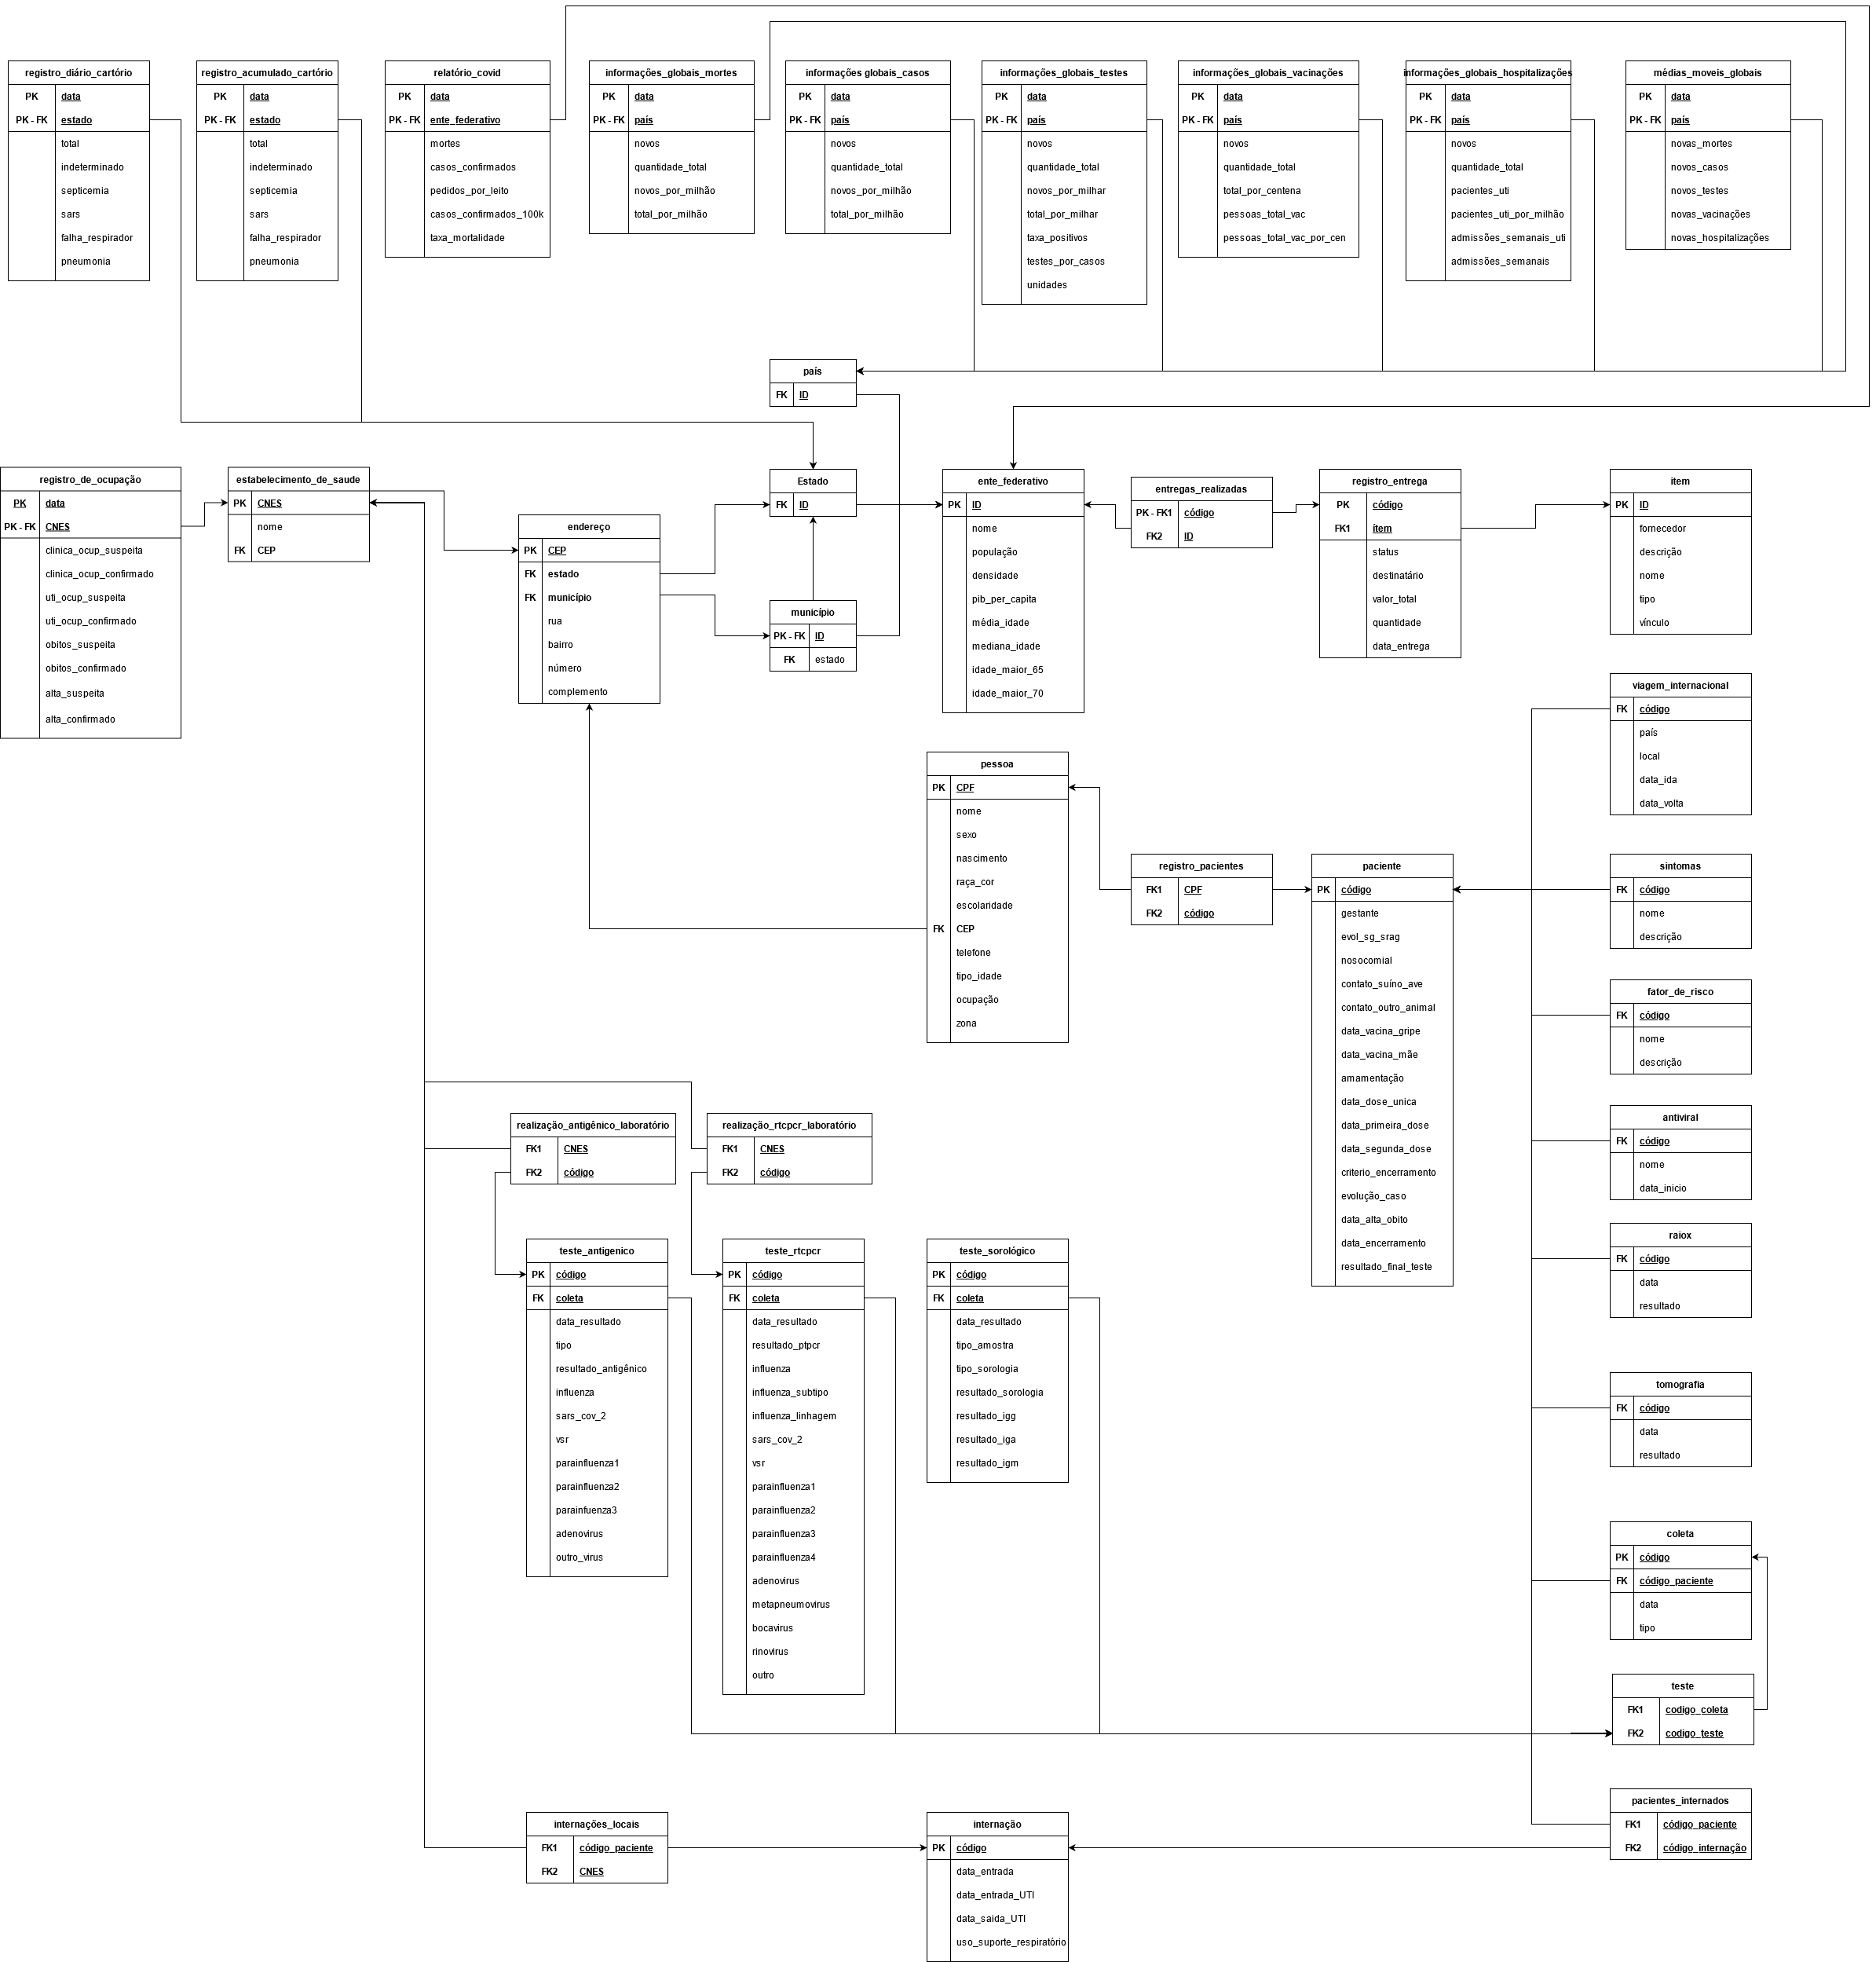 registro_diário_cartório
PK data
PK - FK estado
total
indeterminado
septicemia
sars
falha_respirador
pneumonia
registro_acumulado_cartório
PK data
PK - FK estado
total
indeterminado
septicemia
sars
falha_respirador
pneumonia
relatório_covid
PK data
PK - FK ente_federativo
mortes
casos_confirmados
pedidos_por_leito
casos_confirmados_100k
taxa_mortalidade
informações_globais_mortes
PK data
PK - FK país
novos
quantidade_total
novos_por_milhão
total_por_milhão
informações globais_casos
PK data
PK - FK país
novos
quantidade_total
novos_por_milhão
total_por_milhão
informações_globais_testes
PK data
PK - FK país
novos
quantidade_total
novos_por_milhar
total_por_milhar
taxa_positivos
testes_por_casos
unidades
informações_globais_vacinações
PK data
PK - FK país
novos
quantidade_total
total_por_centena
pessoas_total_vac
pessoas_total_vac_por_cen
informações_globais_hospitalizações
PK data
PK - FK país
novos
quantidade_total
pacientes_uti
pacientes_uti_por_milhão
admissões_semanais_uti
admissões_semanais
médias_moveis_globais
PK data
PK - FK país
novas_mortes
novos_casos
novos_testes
novas_vacinações
novas_hospitalizações
país
FK ID
registro_de_ocupação
PK data
PK - FK CNES
clinica_ocup_suspeita
clinica_ocup_confirmado
uti_ocup_suspeita
uti_ocup_confirmado
obitos_suspeita
obitos_confirmado
alta_suspeita
alta_confirmado
estabelecimento_de_saude
PK CNES
nome
FK CEP
endereço
PK CEP
FK estado
FK município
rua
bairro
número
complemento
Estado
FK ID
município
PK - FK ID
FK estado
ente_federativo
PK ID
nome
população
densidade
pib_per_capita
média_idade
mediana_idade
idade_maior_65
idade_maior_70
entregas_realizadas
PK - FK1 código
FK2 ID
registro_entrega
PK código
FK1 item
status
destinatário
valor_total
quantidade
data_entrega
item
PK ID
fornecedor
descrição
nome
tipo
vínculo
viagem_internacional
FK código
país
local
data_ida
data_volta
pessoa
PK CPF
nome
sexo
nascimento
raça_cor
escolaridade
FK CEP
telefone
tipo_idade
ocupação
zona
registro_pacientes
FK1 CPF
FK2 código
paciente
PK código
gestante
evol_sg_srag
nosocomial
contato_suíno_ave
contato_outro_animal
data_vacina_gripe
data_vacina_mãe
amamentação
data_dose_unica
data_primeira_dose
data_segunda_dose
criterio_encerramento
evolução_caso
data_alta_obito
data_encerramento
resultado_final_teste
sintomas
FK código
nome
descrição
fator_de_risco
FK código
nome
descrição
antiviral
FK código
nome
data_inicio
raiox
FK código
data
resultado
tomografia
FK código
data
resultado
realização_antigênico_laboratório
FK1 CNES
FK2 código
realização_rtcpcr_laboratório
FK1 CNES
FK2 código
teste_antigenico
PK código
FK coleta
data_resultado
tipo
resultado_antigênico
influenza
sars_cov_2
vsr
parainfluenza1
parainfluenza2
parainfuenza3
adenovirus
outro_virus
teste_rtcpcr
PK código
FK coleta
data_resultado
resultado_ptpcr
influenza
influenza_subtipo
influenza_linhagem
sars_cov_2
vsr
parainfluenza1
parainfluenza2
parainfluenza3
parainfluenza4
adenovirus
metapneumovirus
bocavirus
rinovirus
outro
teste_sorológico
PK código
FK coleta
data_resultado
tipo_amostra
tipo_sorologia
resultado_sorologia
resultado_igg
resultado_iga
resultado_igm
coleta
PK código
FK código_paciente
data
tipo
teste
FK1 codigo_coleta
FK2 codigo_teste
internações_locais
FK1 código_paciente
FK2 CNES
internação
PK código
data_entrada
data_entrada_UTI
data_saida_UTI
uso_suporte_respiratório
pacientes_internados
FK1 código_paciente
FK2 código_internação